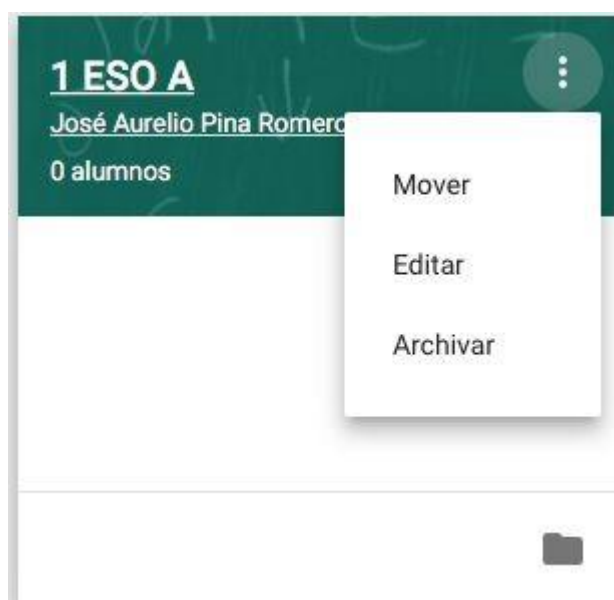 1 ESO A
José Aurelio Pina Romero
0 alumnos
Mover
Editar
Archivar